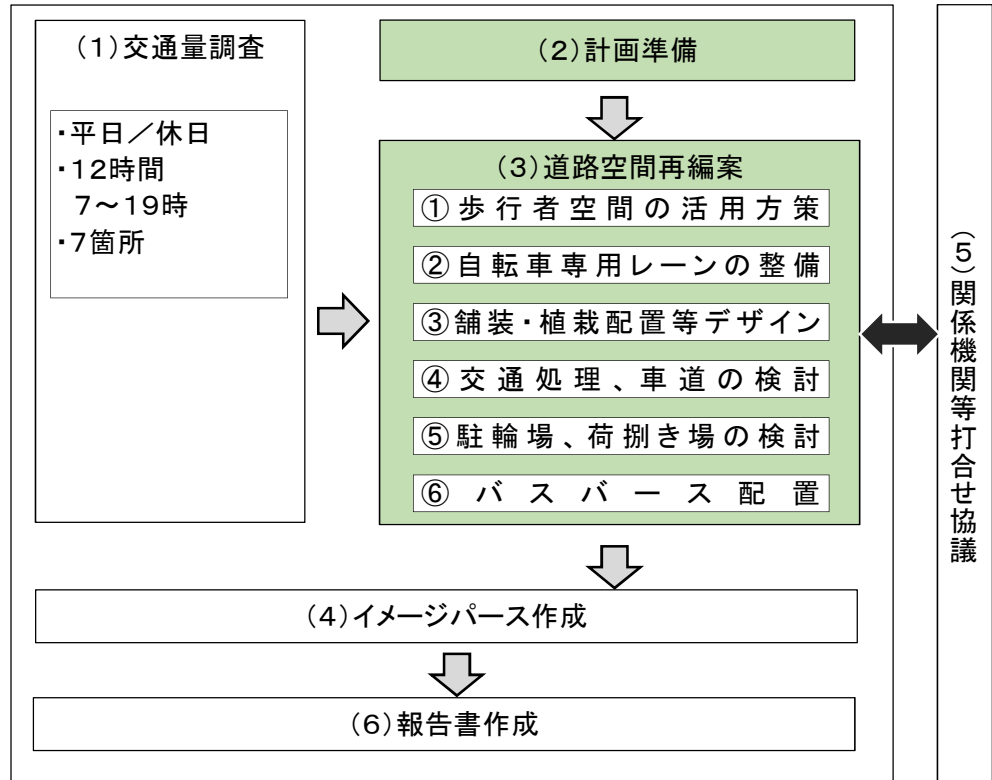 (1)交通量調査
・平日／休日
・12時間
7～19時
・7箇所
(2)計画準備
(3)道路空間再編案
①歩行者空間の活用方策
②自転車専用レーンの整備
③舗装・植栽配置等デザイン
④交通処理、車道の検討
⑤駐輪場、荷捌き場の検討
⑥バスバース配置
(4)イメージパース作成
(6)報告書作成
(5)関係機関等打合せ協議